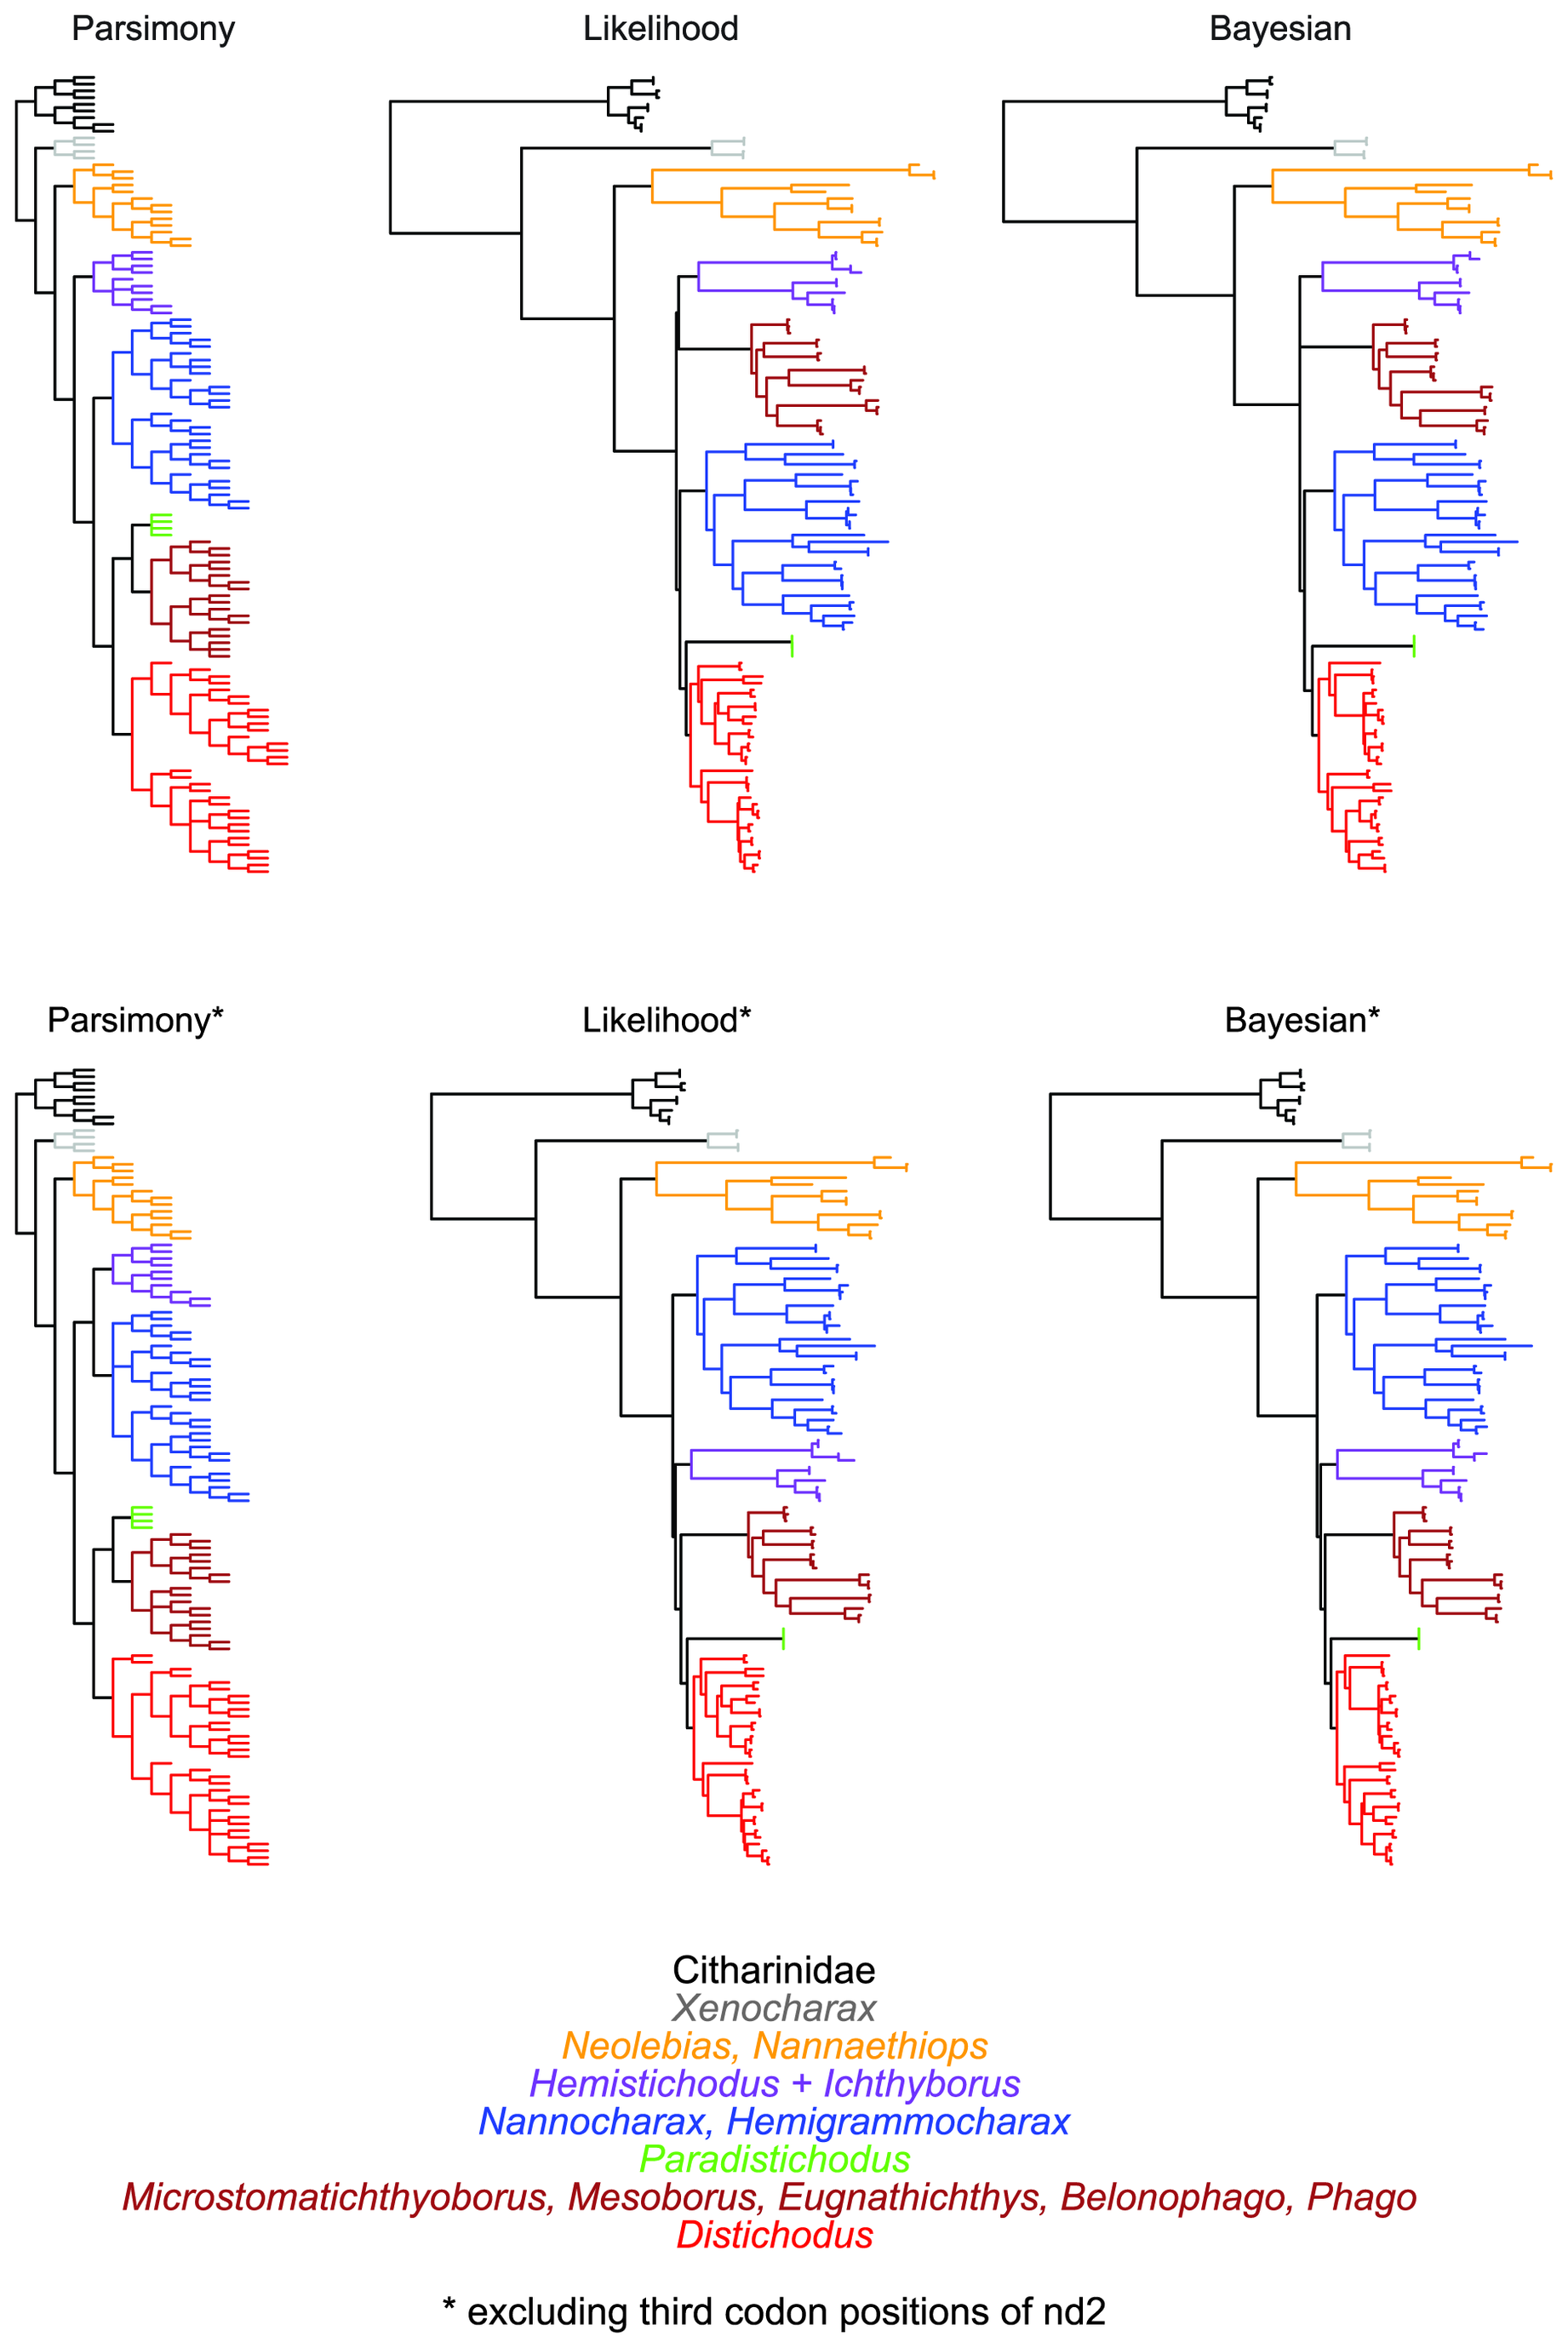 Parsimony
Likelihood
Bayesian
Parsimony*
Likelihood*
Bayesian*
Citharinidae
Xenocharax
Neolebias, Nannaethiops
Hemistichodus + Ichthyborus
Nannocharax, Hemigrammocharax
Paradistichodus
Microstomatichthyoborus, Mesoborus, Eugnathichthys, Belonophago, Phago
Distichodus
* excluding third codon positions of nd2